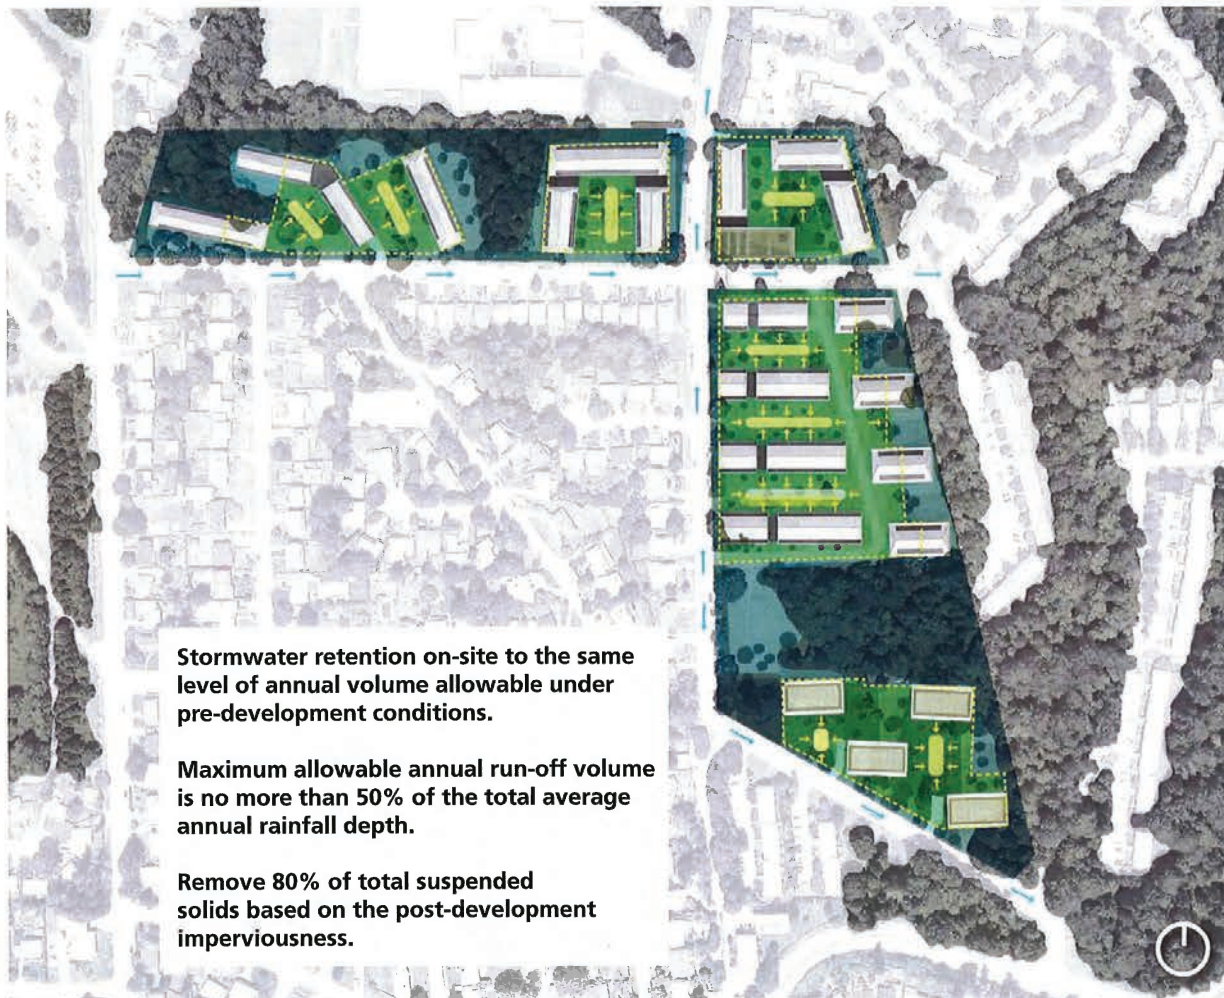 Stormwater retention on-site to the same
level of annual volume allowable under
pre-development conditions.
Maximum allowable annual run-off volume
is no more than 50% of the total average
annual rainfall depth.
Remove 80% of total suspended
solids based on the post-development
imperviousness.